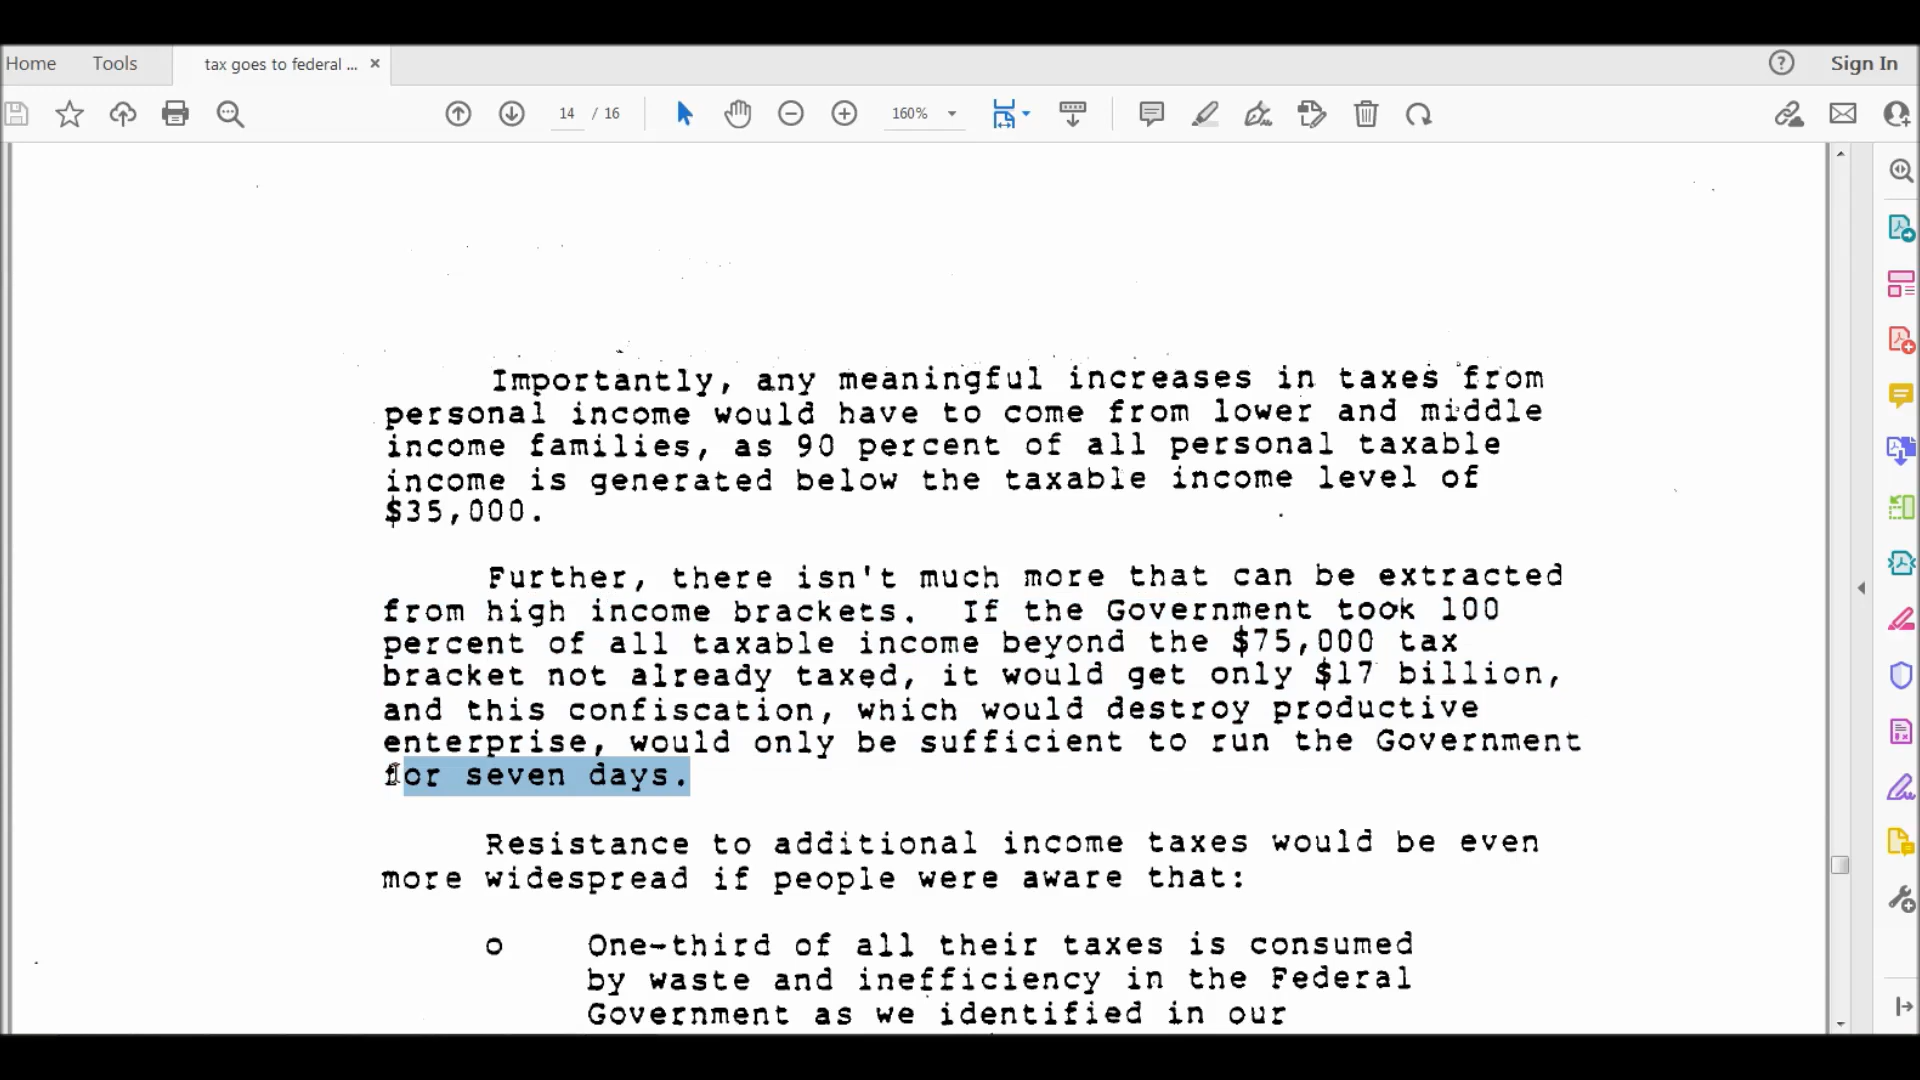 Home
Tools
tax goes to federal ...
Sign In
14 / 16
160%
Importantly, any meaningful increases in taxes from
personal income would have to come from lower and middle
income families, as 90 percent of all personal taxable
income is generated below the taxable income level of
$35,000.
Further, there isn't much more that can be extracted
from high income brackets. If the Government took 100
percent of all taxable income beyond the $75,000 tax
bracket not already taxed, it would get only $17 billion,
and this confiscation, which would destroy productive
enterprise, would only be sufficient to run the Government
for seven days.
Resistance to additional income taxes would be even
more widespread if people were aware that:
o One-third of all their taxes is consumed
by waste and inefficiency in the Federal
Government as we identified in our